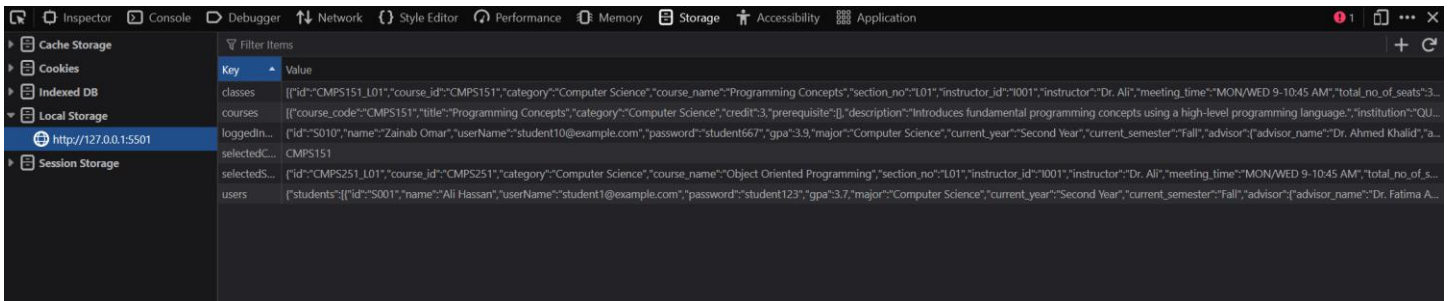 Inspector Console Debugger Network Style Editor Performance Memory Storage Accessibility Application 1
Cache Storage
Cookies
Indexed DB
Local Storage
http://127.0.0.1:5501
Session Storage
Filter Items
Key Value
classes [{"id":"CMPS151_L01","course_id":"CMPS151","category":"Computer Science","course_name":"Programming Concepts","section_no":"L01","instructor_id":"I001","instructor":"Dr. Ali","meeting_time":"MON/WED 9-10:45 AM","total_no_of_seats":3...
courses [{"course_code":"CMPS151","title":"Programming Concepts","category":"Computer Science","credit":3,"prerequisite":[],"description":"Introduces fundamental programming concepts using a high-level programming language.","institution":"QU...
loggedIn... {"id":"S010","name":"Zainab Omar","userName":"student10@example.com","password":"student667","gpa":3.9,"major":"Computer Science","current_year":"Second Year","current_semester":"Fall","advisor":{"advisor_name":"Dr. Ahmed Khalid","a...
selectedC... CMPS151
selectedS... {"id":"CMPS251_L01","course_id":"CMPS251","category":"Computer Science","course_name":"Object Oriented Programming","section_no":"L01","instructor_id":"I001","instructor":"Dr. Ali","meeting_time":"MON/WED 9-10:45 AM","total_no_of_s...
users {"students":[{"id":"S001","name":"Ali Hassan","userName":"student1@example.com","password":"student123","gpa":3.7,"major":"Computer Science","current_year":"Second Year","current_semester":"Fall","advisor":{"advisor_name":"Dr. Fatima A...